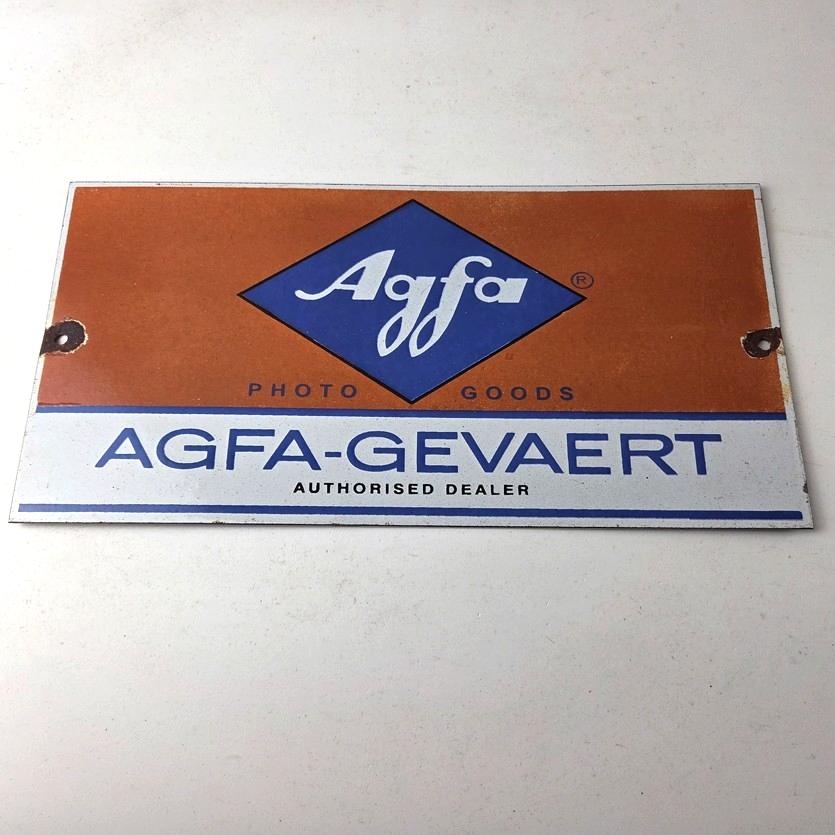 Agfa ®
PHOTO GOODS
AGFA-GEVAERT
AUTHORISED DEALER